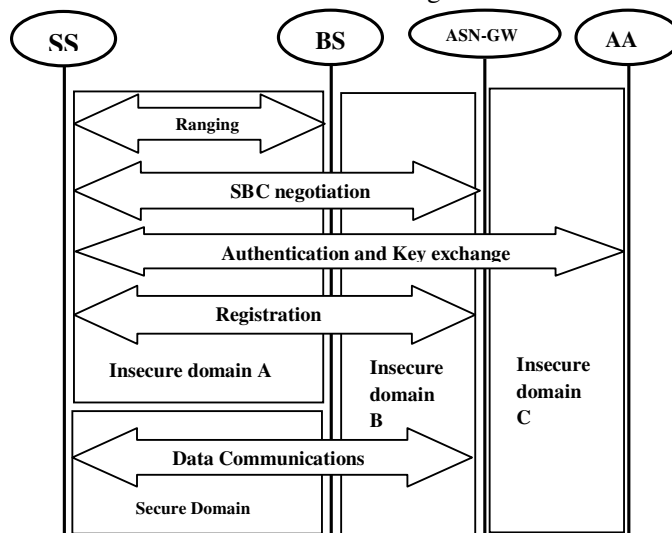 SS
BS
ASN-GW
AA
Ranging
SBC negotiation
Authentication and Key exchange
Registration
Insecure domain A
Insecure
domain
B
Insecure
domain
C
Data Communications
Secure Domain